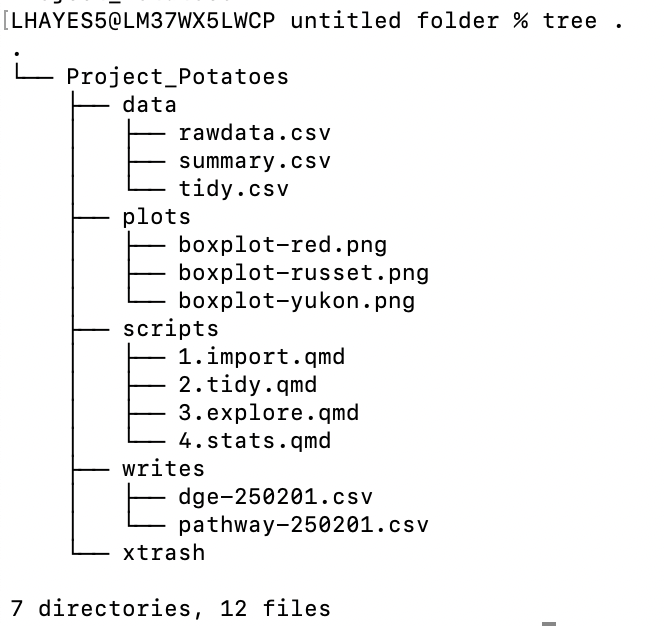 [LHAYES5@LM37WX5LWCP untitled folder % tree .
.
└── Project_Potatoes
    ├── data
    │   ├── rawdata.csv
    │   ├── summary.csv
    │   └── tidy.csv
    ├── plots
    │   ├── boxplot-red.png
    │   ├── boxplot-russet.png
    │   └── boxplot-yukon.png
    ├── scripts
    │   ├── 1.import.qmd
    │   ├── 2.tidy.qmd
    │   ├── 3.explore.qmd
    │   └── 4.stats.qmd
    ├── writes
    │   ├── dge-250201.csv
    │   └── pathway-250201.csv
    └── xtrash
7 directories, 12 files